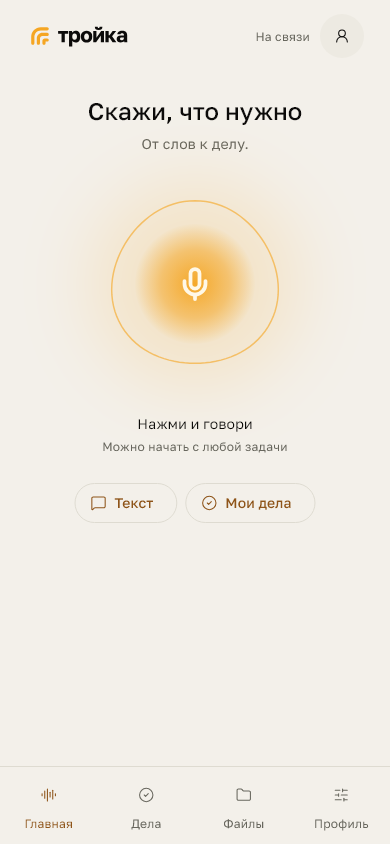 тройка
На связи
Скажи, что нужно
От слов к делу.
Нажми и говори
Можно начать с любой задачи
Текст
Мои дела
Главная
Дела
Файлы
Профиль